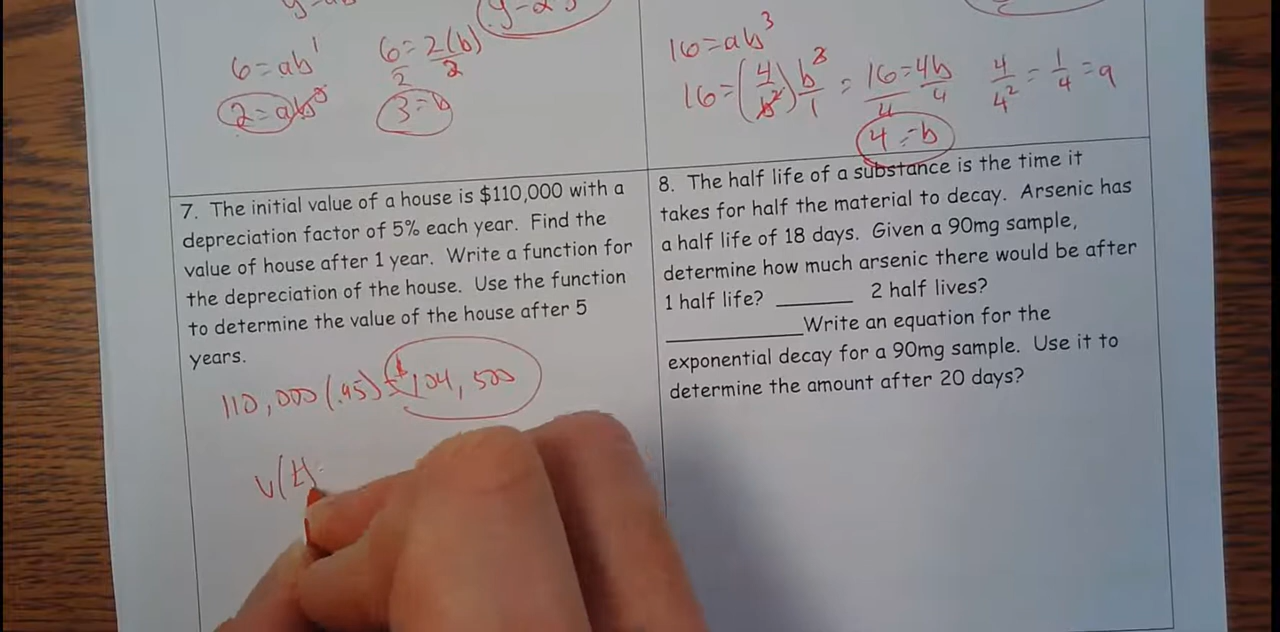 6=ab¹
2=ab⁰
6=2(b)
2 2
3=b
16=ab³
16=(4/b²)b³/1 = 16=4b
4 4
4=b
4/4² = 1/4 = a
7. The initial value of a house is $110,000 with a
depreciation factor of 5% each year. Find the
value of house after 1 year. Write a function for
the depreciation of the house. Use the function
to determine the value of the house after 5
years.
110,000(.95)=$104,500
v(t)
8. The half life of a substance is the time it
takes for half the material to decay. Arsenic has
a half life of 18 days. Given a 90mg sample,
determine how much arsenic there would be after
1 half life? ______ 2 half lives?
__________Write an equation for the
exponential decay for a 90mg sample. Use it to
determine the amount after 20 days?